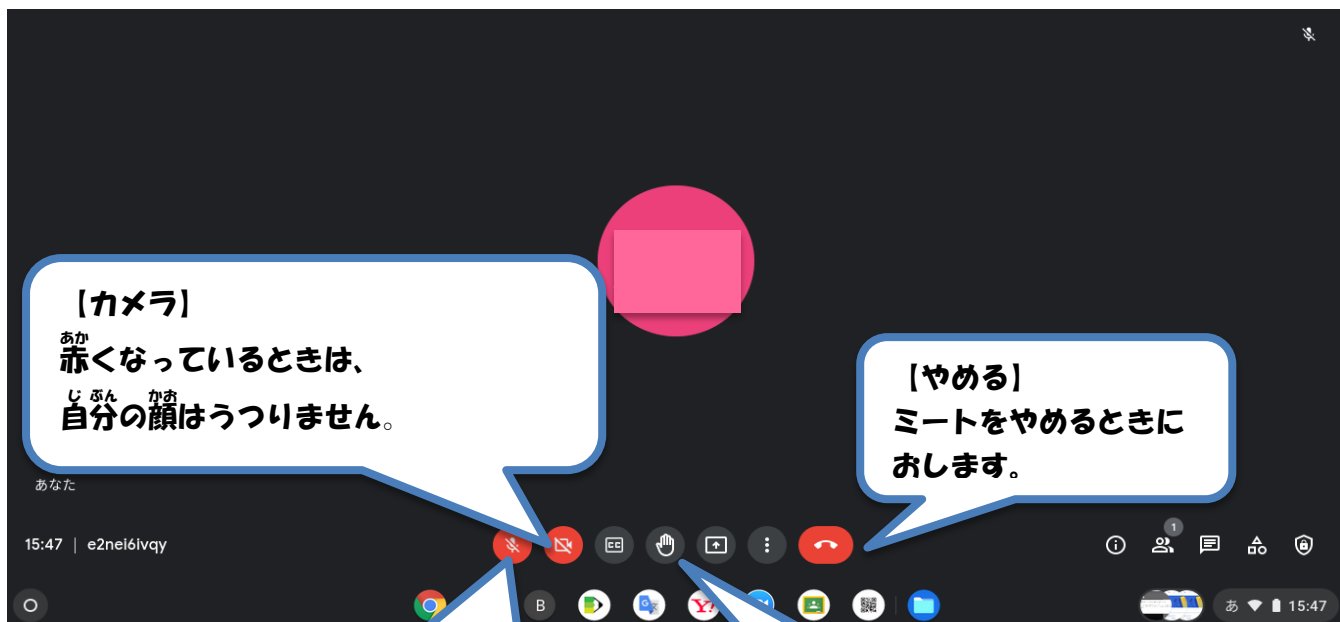 【カメラ】
赤くなっているときは、
自分の顔はうつりません。
あか
じぶん
かお
【やめる】
ミートをやめるときに
おします。
あなた
15:47 | e2nei6ivqy
CC
1
B
Y!
あ
15:47